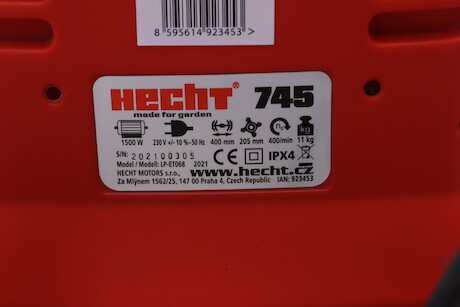 8 595614 923453 >
HECHT® 745
made for garden
1500 W 230 V +/- 10 %~50 Hz 400 mm 205 mm 400/min 11 kg
S/N: 202100305
Model / Modell: LP-ET068 2021 CE IPX4
HECHT MOTORS s.r.o., www.hecht.cz
Za Mlýnem 1562/25, 147 00 Praha 4, Czech Republic IAN: 923453